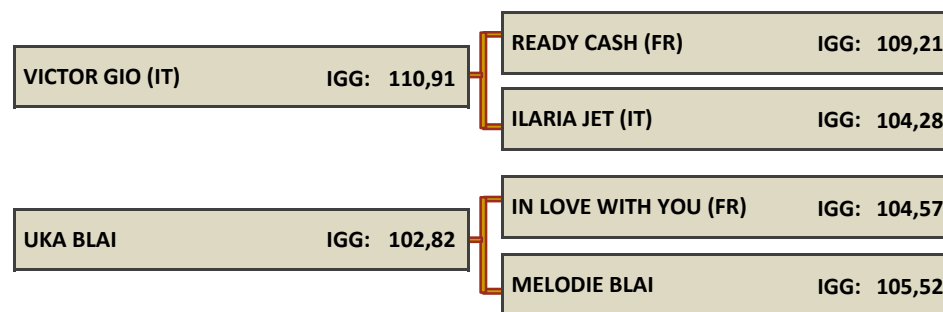 READY CASH (FR) IGG: 109,21
VICTOR GIO (IT) IGG: 110,91
ILARIA JET (IT) IGG: 104,28
IN LOVE WITH YOU (FR) IGG: 104,57
UKA BLAI IGG: 102,82
MELODIE BLAI IGG: 105,52